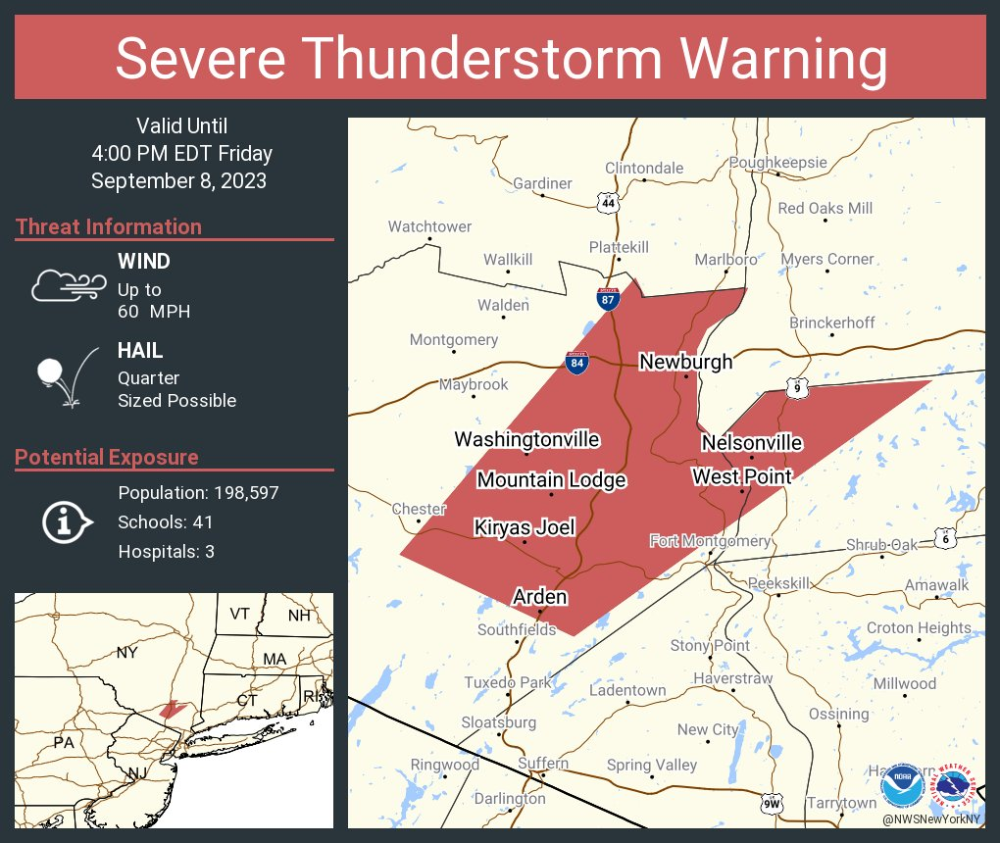 Severe Thunderstorm Warning
Valid Until
4:00 PM EDT Friday
September 8, 2023
Threat Information
WIND
Up to
60 MPH
HAIL
Quarter
Sized Possible
Potential Exposure
Population: 198,597
Schools: 41
Hospitals: 3
VT
NH
NY
MA
CT
RI
PA
NJ
Poughkeepsie
Clintondale
Gardiner
44
Red Oaks Mill
Watchtower
Plattekill
Wallkill
Marlboro
Myers Corner
87
Walden
Brinckerhoff
Montgomery
84
Newburgh
Maybrook
9
Washingtonville
Nelsonville
Mountain Lodge
West Point
Chester
Kiryas Joel
Fort Montgomery
Shrub Oak
6
Peekskill
Amawalk
Arden
Southfields
Croton Heights
Stony Point
Tuxedo Park
Haverstraw
Millwood
Ladentown
Ossining
Sloatsburg
New City
Ringwood
Suffern
Spring Valley
NOAA
Darlington
9W
Tarrytown
@NWSNewYorkNY